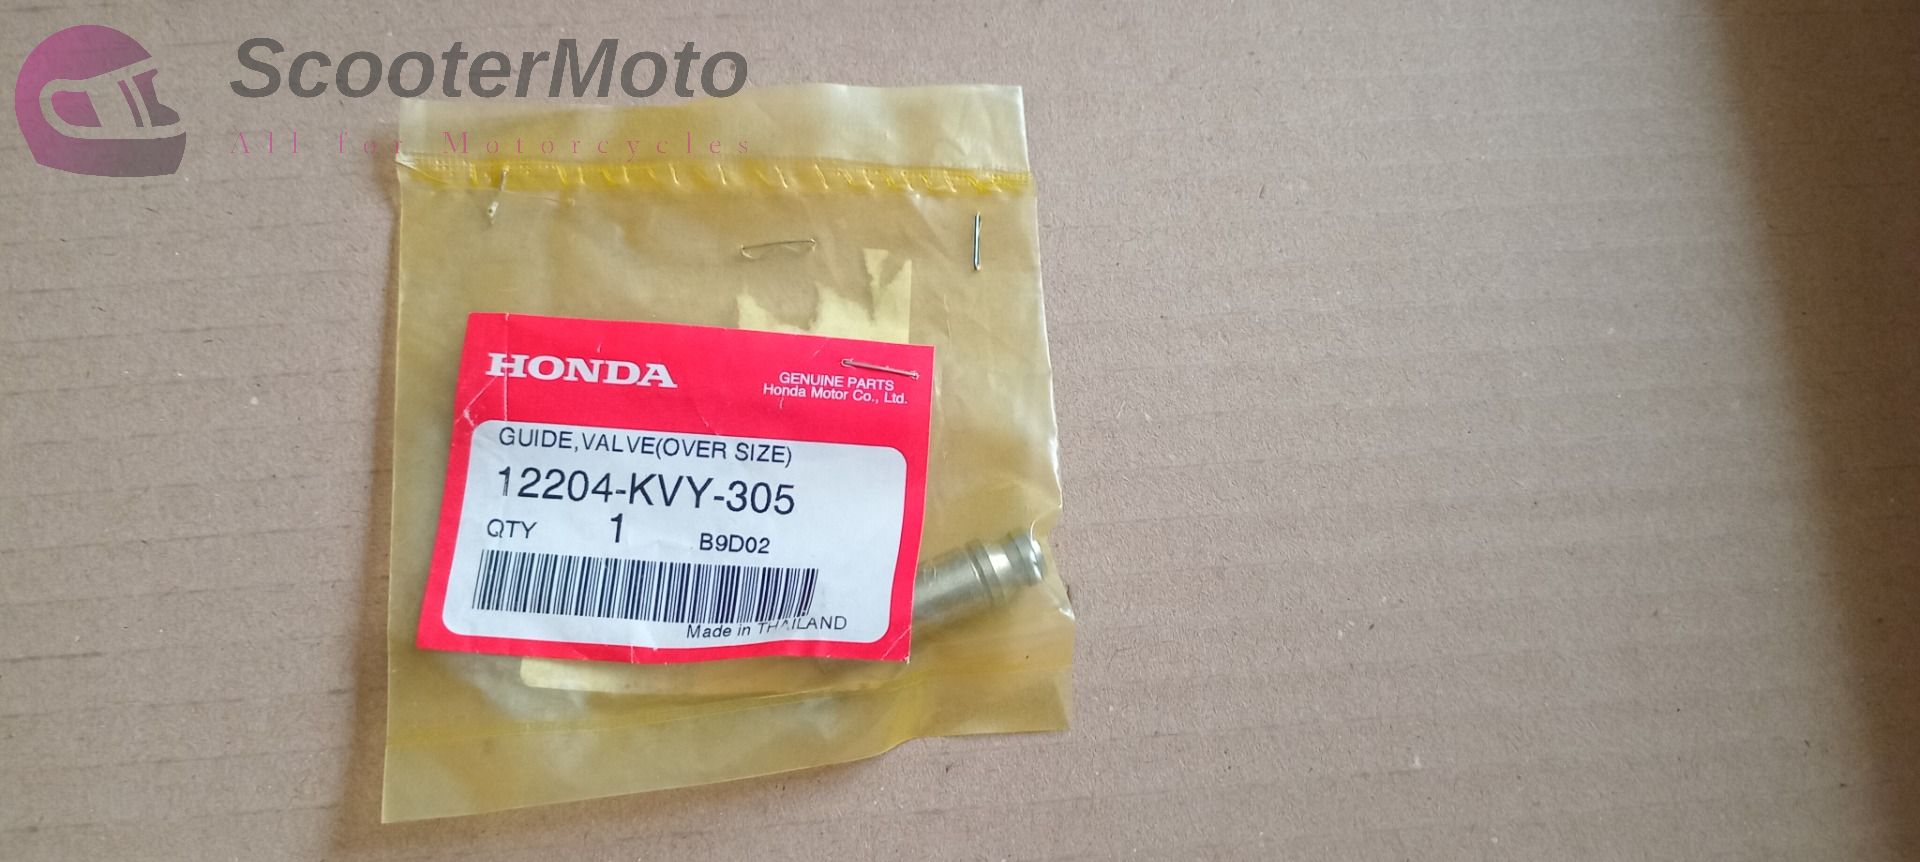 ScooterMoto
All for Motorcycles
HONDA
GENUINE PARTS
Honda Motor Co., Ltd.
GUIDE,VALVE(OVER SIZE)
12204-KVY-305
QTY 1 B9D02
Made in THAILAND